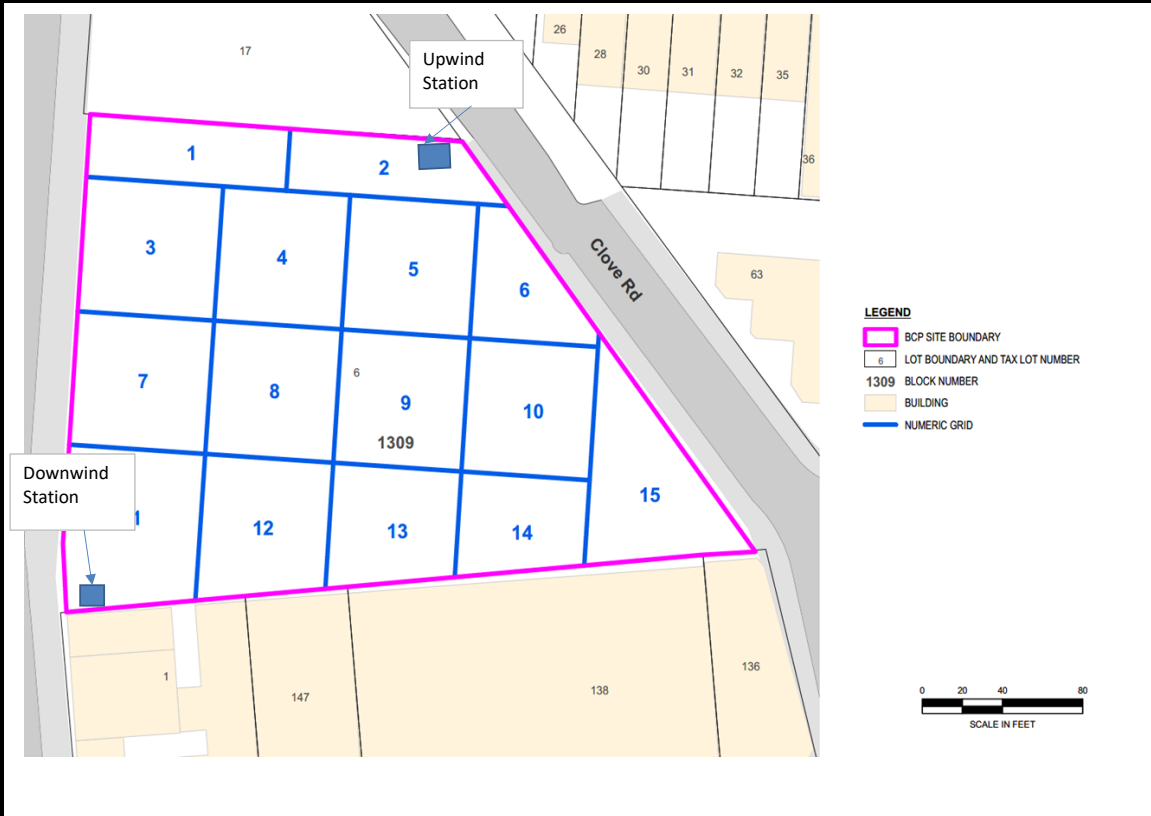 26
17
Upwind
Station
28
30
31
32
35
36
1
2
3
4
5
6
Clove Rd
63
7
8
6
9
10
1309
Downwind
Station
1
12
13
14
15
1
147
138
136
LEGEND
BCP SITE BOUNDARY
6 LOT BOUNDARY AND TAX LOT NUMBER
1309 BLOCK NUMBER
BUILDING
NUMERIC GRID
0 20 40 80
SCALE IN FEET